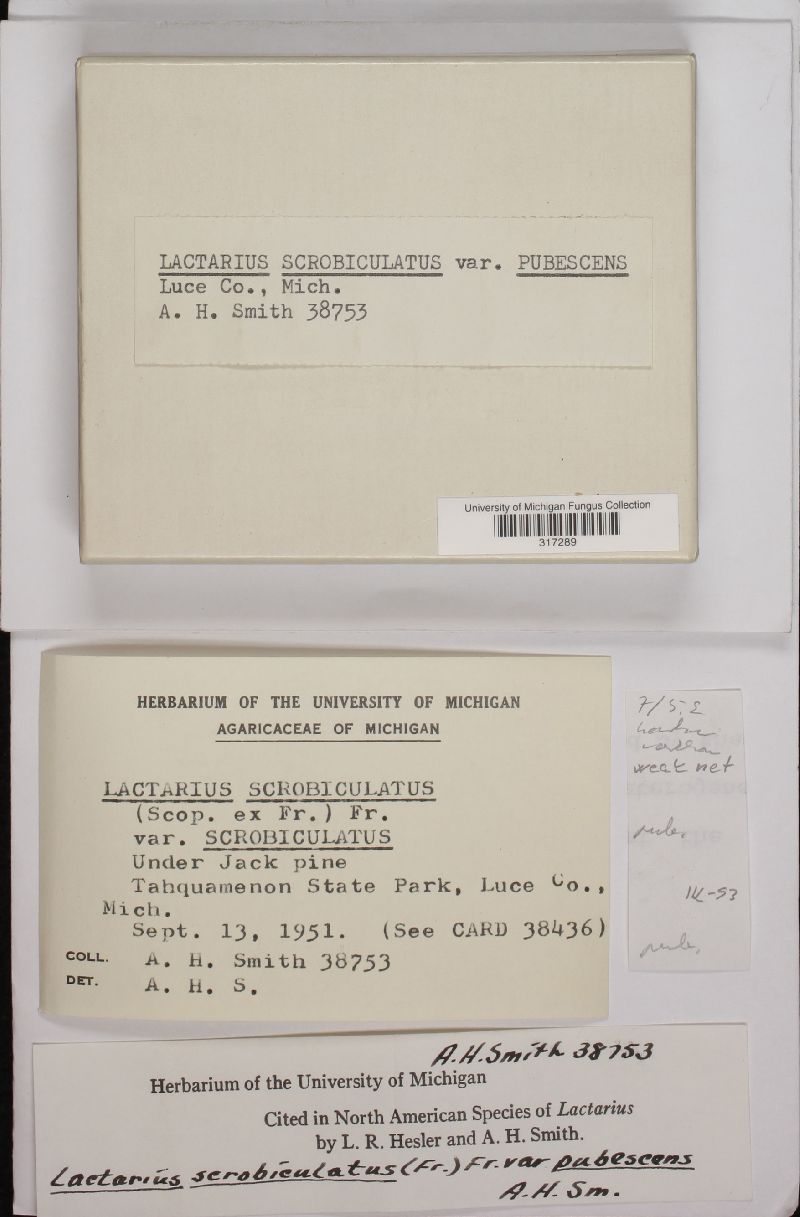 LACTARIUS SCROBICULATUS var. PUBESCENS
Luce Co., Mich.
A. H. Smith 38753
University of Michigan Fungus Collection
317289
HERBARIUM OF THE UNIVERSITY OF MICHIGAN
AGARICACEAE OF MICHIGAN
LACTARIUS SCROBICULATUS
(Scop. ex Fr.) Fr.
var. SCROBICULATUS
Under Jack pine
Tahquamenon State Park, Luce Co.,
Mich.
Sept. 13, 1951. (See CARD 38436)
COLL. A. H. Smith 38753
DET. A. H. S.
weak net
A.H. Smith 38753
Herbarium of the University of Michigan
Cited in North American Species of Lactarius
by L. R. Hesler and A. H. Smith.
Lactarius scrobiculatus (Fr.) Fr. var pubescens
A.H. Sm.